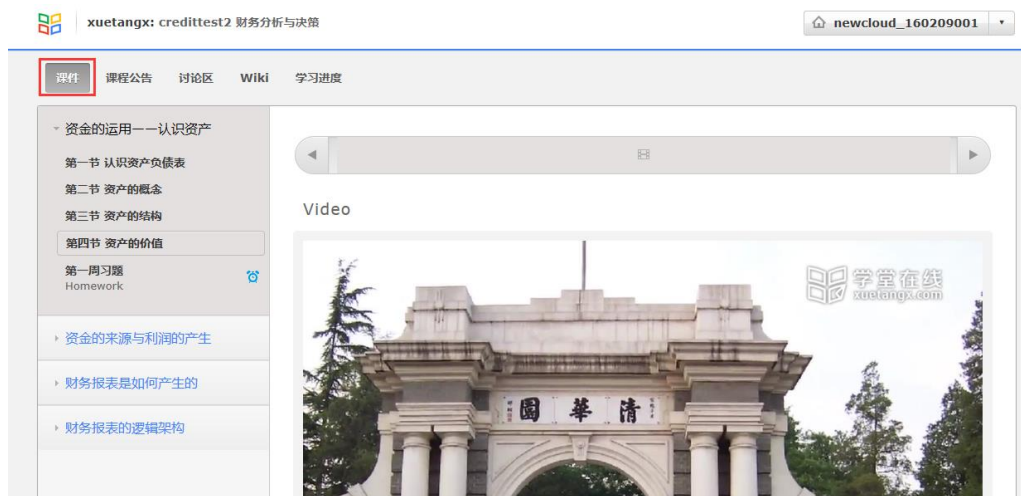 xuetangx: credittest2 财务分析与决策
newcloud_160209001
课件 课程公告 讨论区 Wiki 学习进度
资金的运用——认识资产
第一节 认识资产负债表
第二节 资产的概念
第三节 资产的结构
第四节 资产的价值
第一周习题
Homework
资金的来源与利润的产生
财务报表是如何产生的
财务报表的逻辑架构
Video
学堂在线
xuetangx.com
園華清